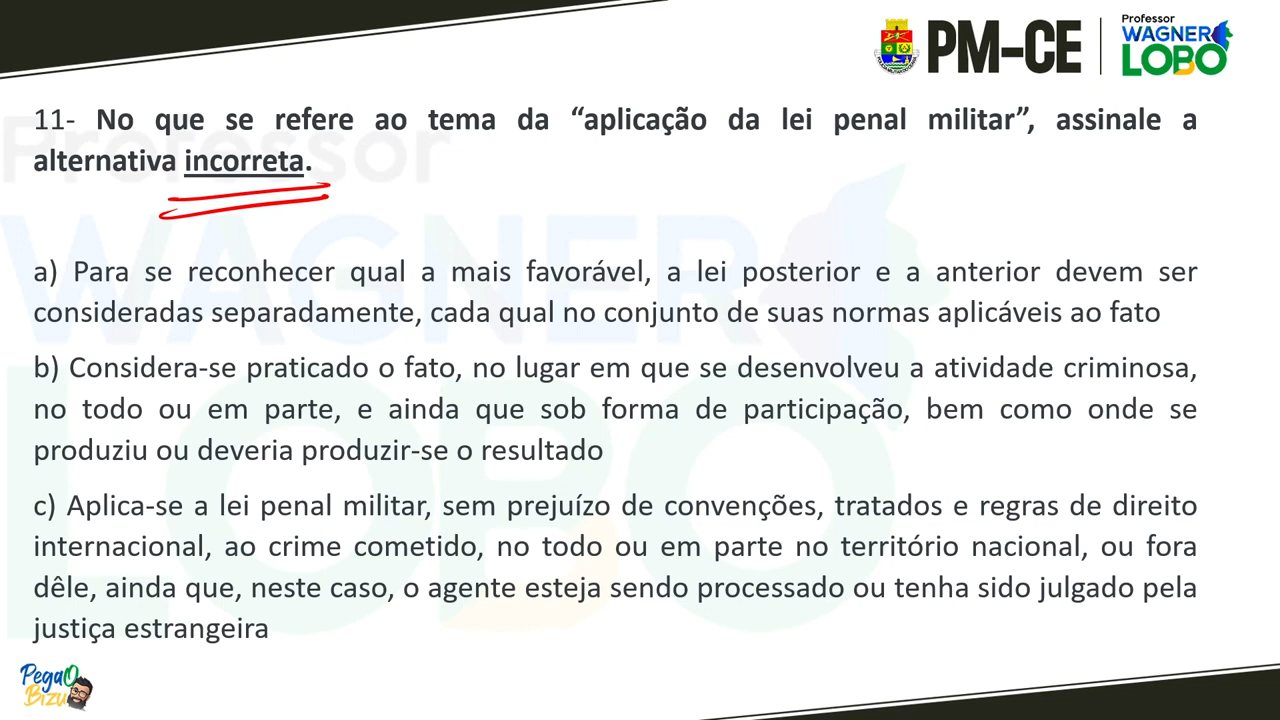 PM-CE
Professor
WAGNER
LOBO
11- No que se refere ao tema da “aplicação da lei penal militar”, assinale a
alternativa incorreta.
a) Para se reconhecer qual a mais favorável, a lei posterior e a anterior devem ser
consideradas separadamente, cada qual no conjunto de suas normas aplicáveis ao fato
b) Considera-se praticado o fato, no lugar em que se desenvolveu a atividade criminosa,
no todo ou em parte, e ainda que sob forma de participação, bem como onde se
produziu ou deveria produzir-se o resultado
c) Aplica-se a lei penal militar, sem prejuízo de convenções, tratados e regras de direito
internacional, ao crime cometido, no todo ou em parte no território nacional, ou fora
dêle, ainda que, neste caso, o agente esteja sendo processado ou tenha sido julgado pela
justiça estrangeira
Professor
WAGNER
LOBO
PegaO
Bizu